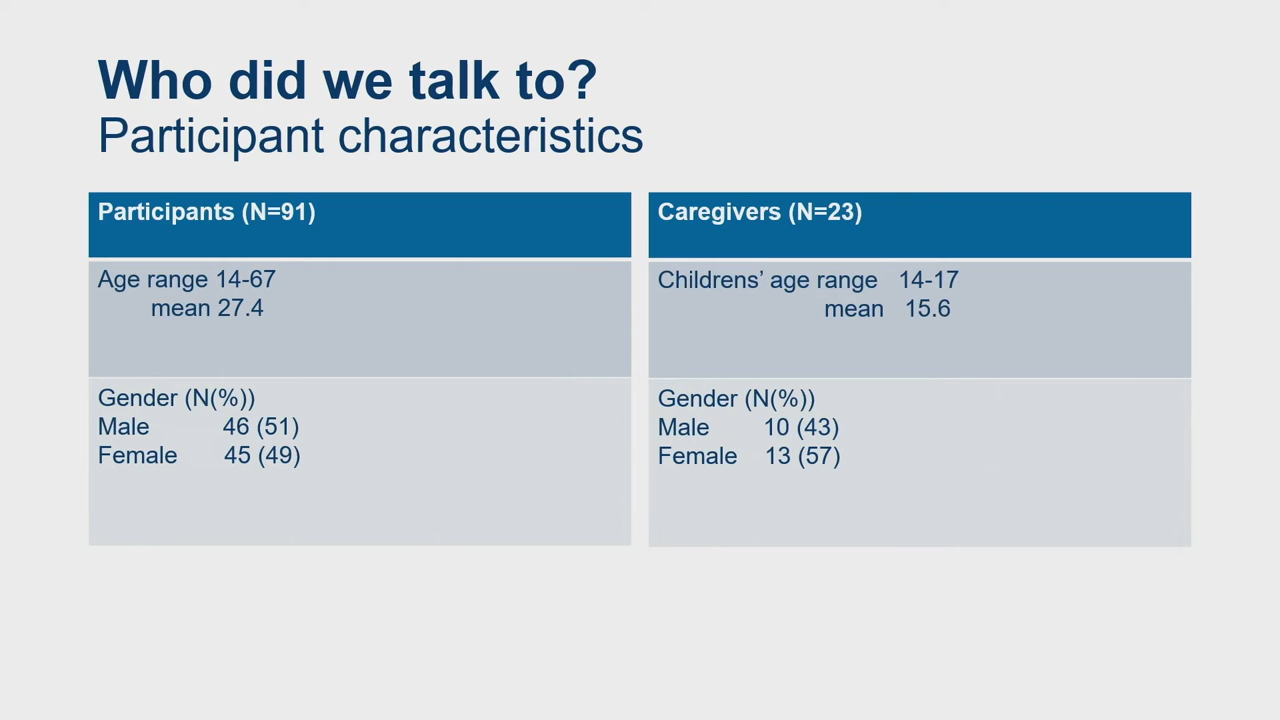 Who did we talk to?
Participant characteristics
Participants (N=91)
Age range 14-67
mean 27.4
Gender (N(%))
Male 46 (51)
Female 45 (49)
Caregivers (N=23)
Childrens’ age range 14-17
mean 15.6
Gender (N(%))
Male 10 (43)
Female 13 (57)